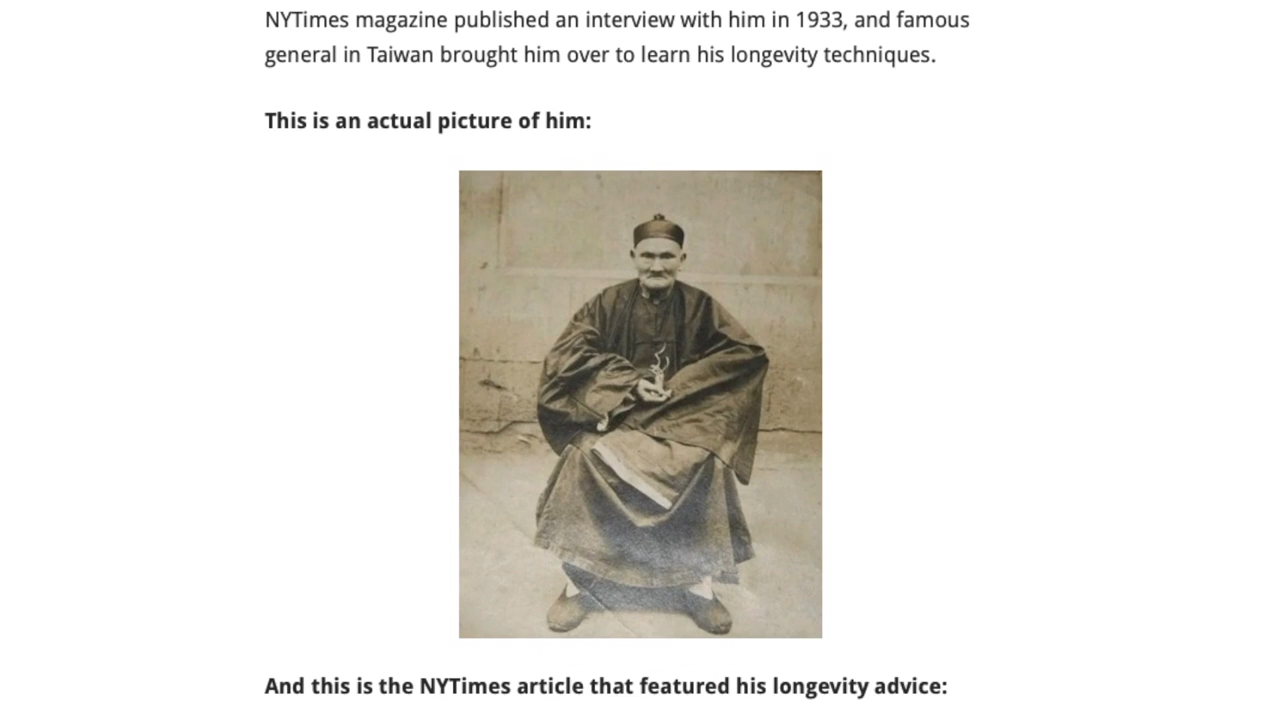 NYTimes magazine published an interview with him in 1933, and famous
general in Taiwan brought him over to learn his longevity techniques.
This is an actual picture of him:
And this is the NYTimes article that featured his longevity advice: